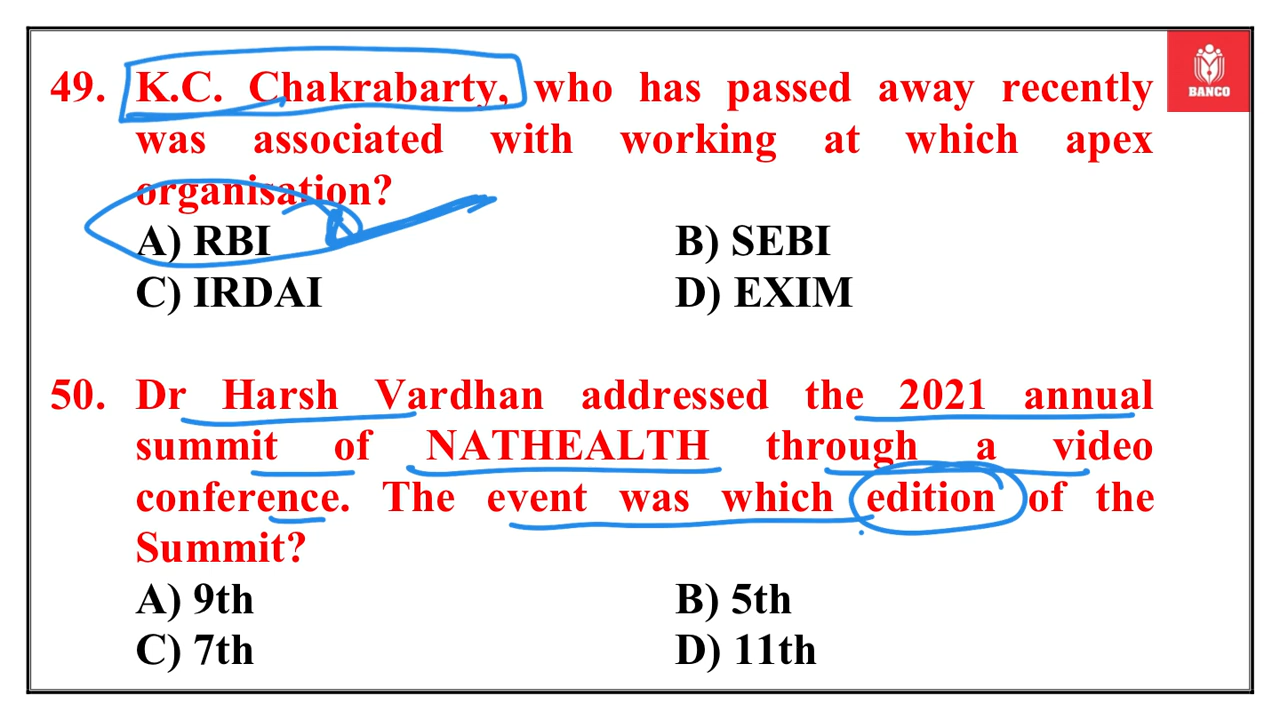 BANCO
49. K.C. Chakrabarty, who has passed away recently
was associated with working at which apex
organisation?
A) RBI B) SEBI
C) IRDAI D) EXIM
50. Dr Harsh Vardhan addressed the 2021 annual
summit of NATHEALTH through a video
conference. The event was which edition of the
Summit?
A) 9th B) 5th
C) 7th D) 11th